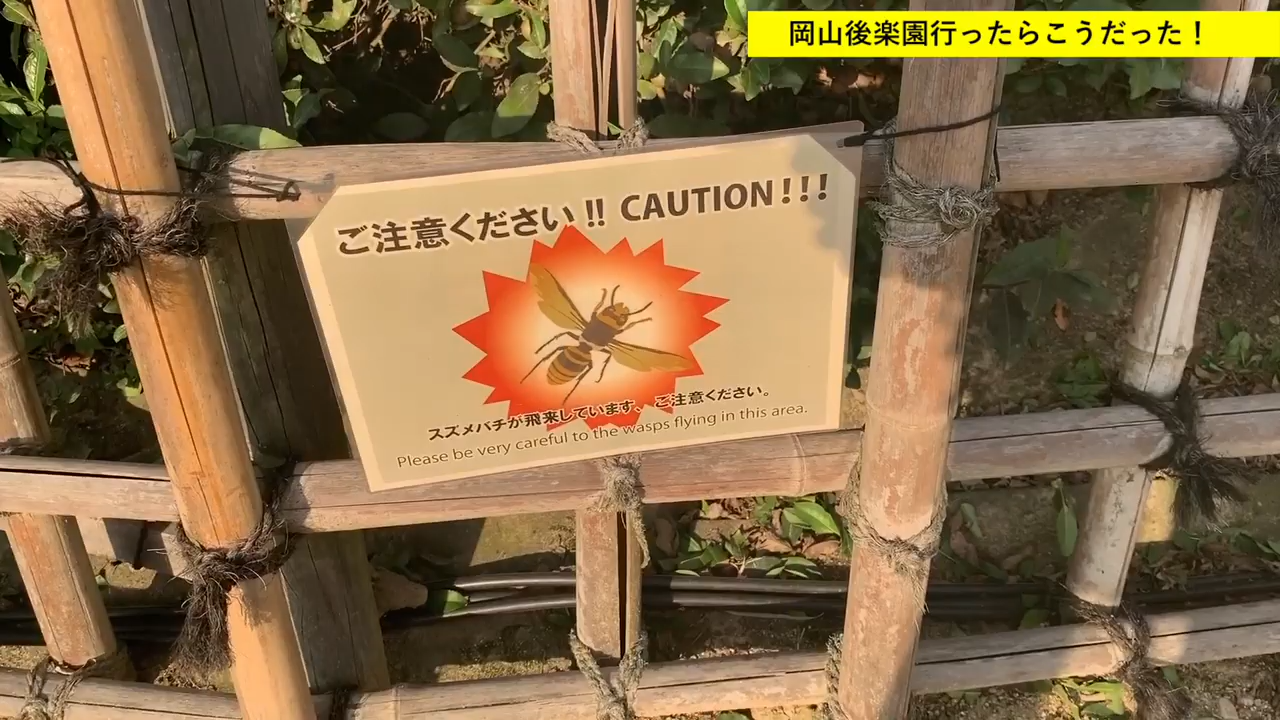 岡山後楽園行ったらこうだった！
ご注意ください!! CAUTION!!!
スズメバチが飛来しています、ご注意ください。
Please be very careful to the wasps flying in this area.